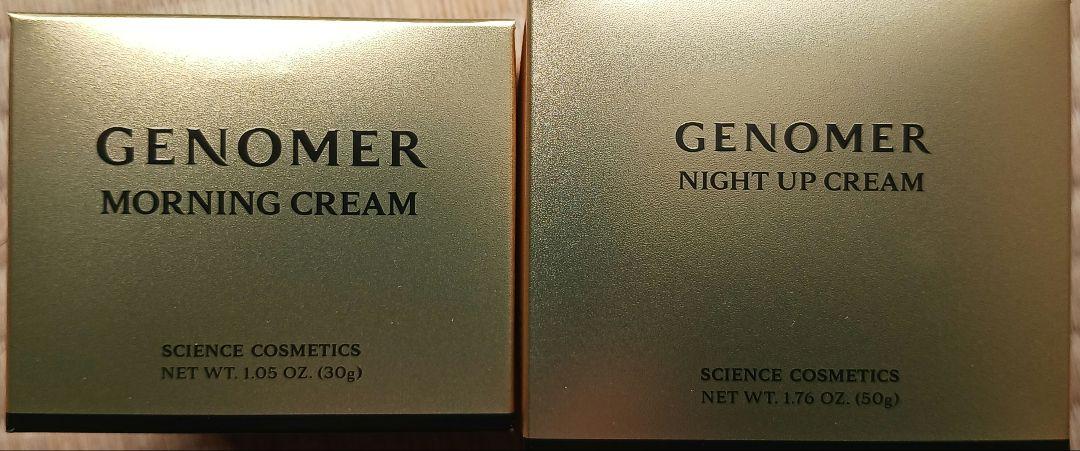 GENOMER
MORNING CREAM
SCIENCE COSMETICS
NET WT. 1.05 OZ. (30g)
GENOMER
NIGHT UP CREAM
SCIENCE COSMETICS
NET WT. 1.76 OZ. (50g)